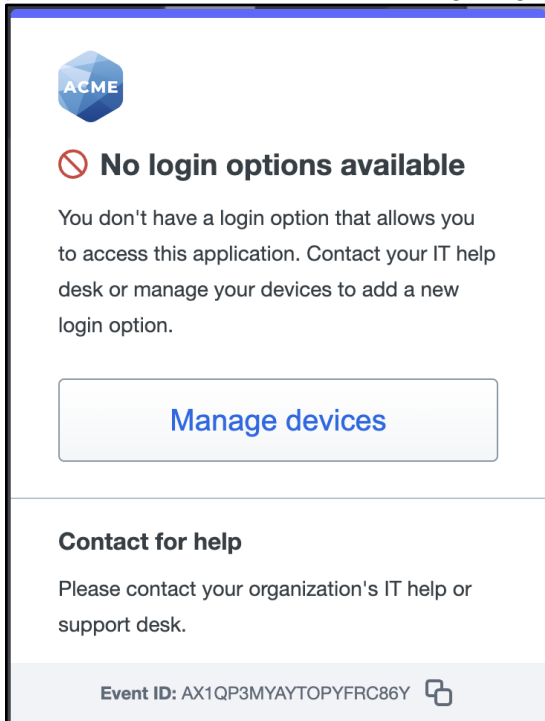 ACME
No login options available
You don't have a login option that allows you
to access this application. Contact your IT help
desk or manage your devices to add a new
login option.
Manage devices
Contact for help
Please contact your organization's IT help or
support desk.
Event ID: AX1QP3MYAYTOPYFRC86Y